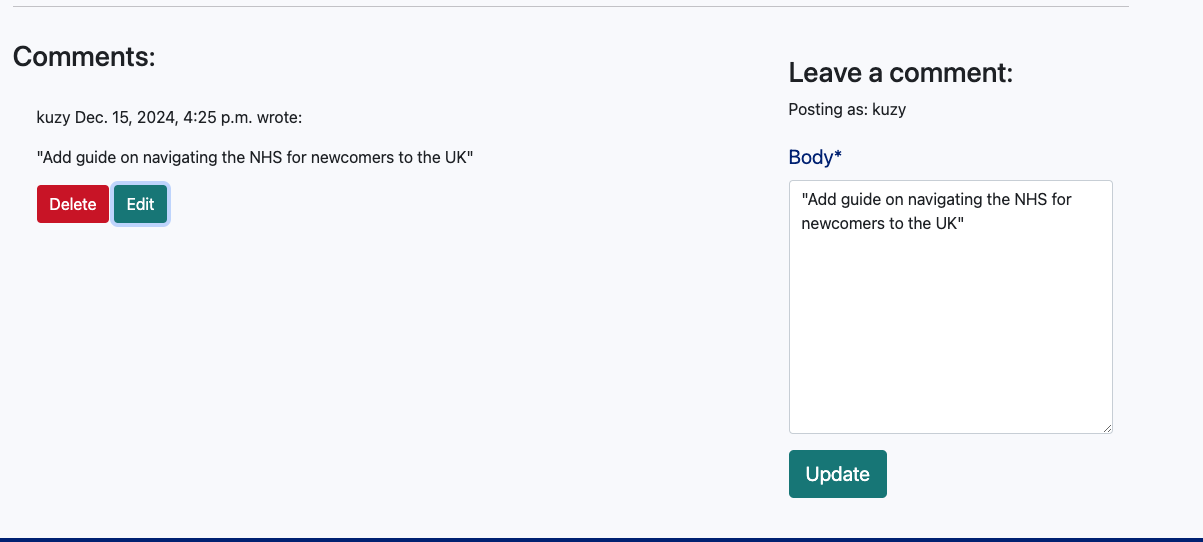 Comments:
kuzy Dec. 15, 2024, 4:25 p.m. wrote:
"Add guide on navigating the NHS for newcomers to the UK"
Delete
Edit
Leave a comment:
Posting as: kuzy
Body*
"Add guide on navigating the NHS for
newcomers to the UK"
Update